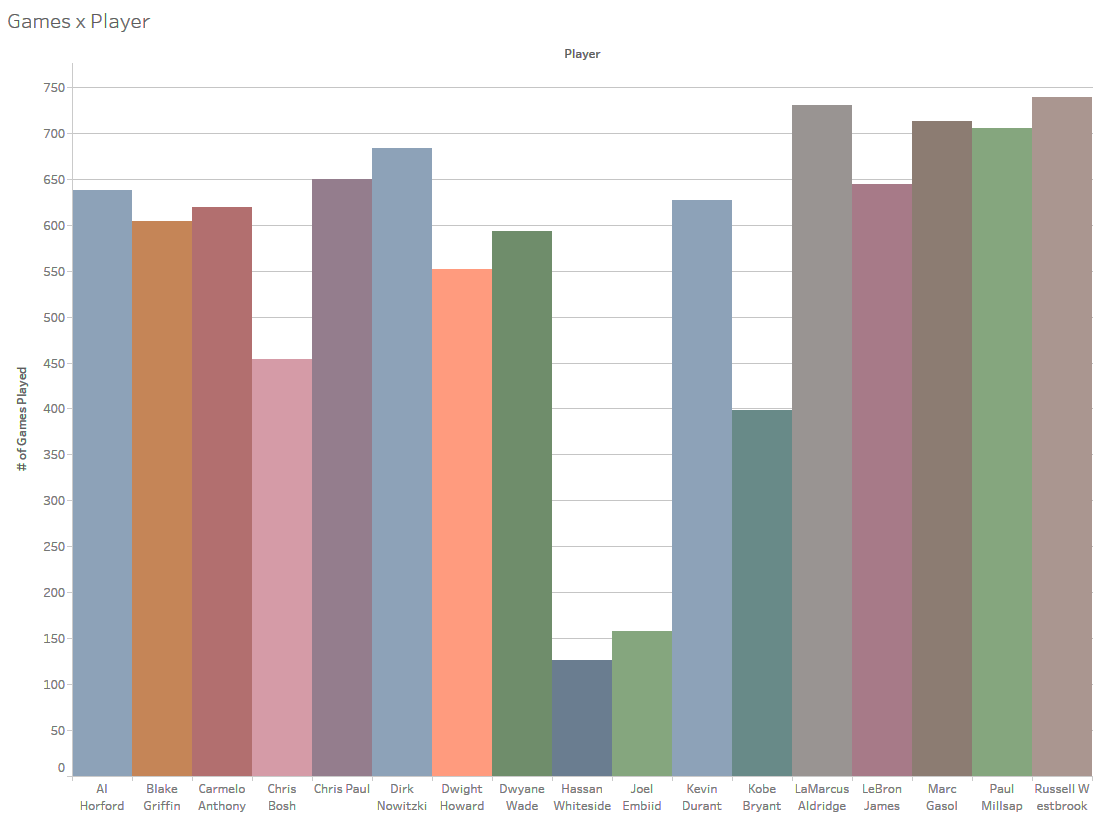 Games x Player
Player
# of Games Played
750
700
650
600
550
500
450
400
350
300
250
200
150
100
50
0
Al
Horford
Blake
Griffin
Carmelo
Anthony
Chris
Bosh
Chris Paul
Dirk
Nowitzki
Dwight
Howard
Dwyane
Wade
Hassan
Whiteside
Joel
Embiid
Kevin
Durant
Kobe
Bryant
LaMarcus
Aldridge
LeBron
James
Marc
Gasol
Paul
Millsap
Russell W
estbrook